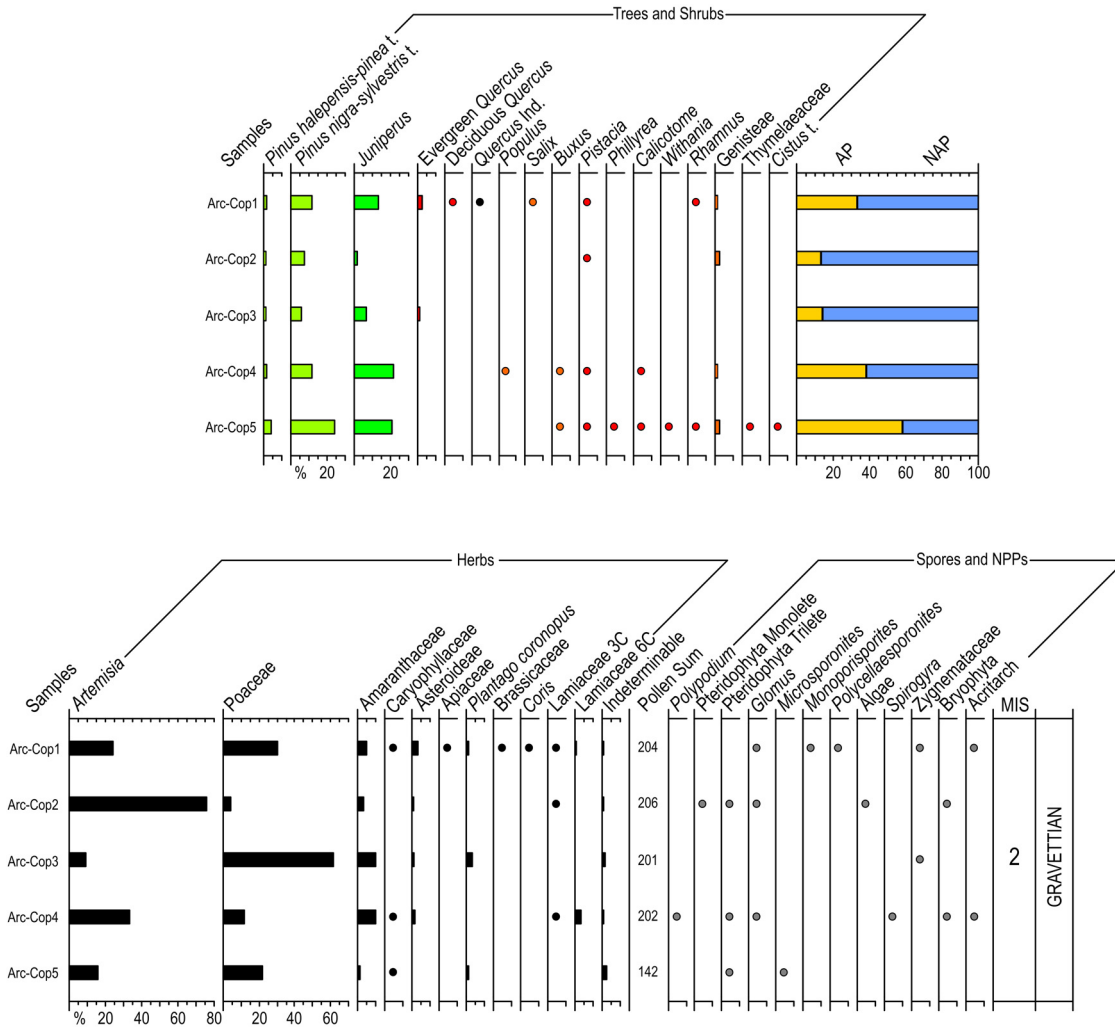 Trees and Shrubs
Samples
Pinus halepensis-pinea t.
Pinus nigra-sylvestris t.
Juniperus
Evergreen Quercus
Deciduous Quercus
Quercus Ind.
Populus
Salix
Buxus
Pistacia
Phillyrea
Calicotome
Withania
Rhamnus
Genisteae
Thymelaeaceae
Cistus t.
AP
NAP
Arc-Cop1
Arc-Cop2
Arc-Cop3
Arc-Cop4
Arc-Cop5
% 20 20 20 40 60 80 100
Herbs
Spores and NPPs
Samples
Artemisia
Poaceae
Amaranthaceae
Caryophyllaceae
Asteroideae
Apiaceae
Plantago coronopus
Brassicaceae
Coris
Lamiaceae 3C
Lamiaceae 6C
Indeterminable
Pollen Sum
Polypodium
Pteridophyta Monolete
Pteridophyta Trilete
Glomus
Microsporonites
Monoporisporites
Polycellaesporonites
Algae
Spirogyra
Zygnemataceae
Bryophyta
Acritarch
MIS
Arc-Cop1 204
Arc-Cop2 206
Arc-Cop3 201
Arc-Cop4 202
Arc-Cop5 142
2
GRAVETTIAN
% 20 40 60 80 20 40 60